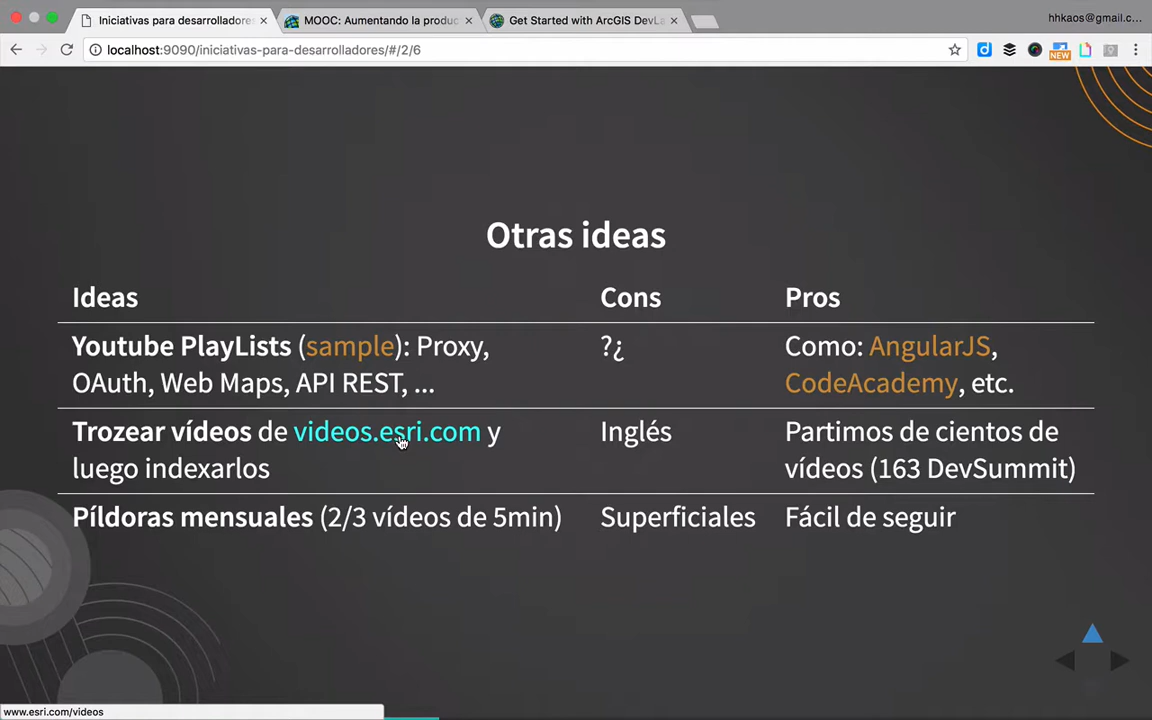 Iniciativas para desarrolladores
MOOC: Aumentando la produc
Get Started with ArcGIS DevLa
hhkaos@gmail.c...
localhost:9090/iniciativas-para-desarrolladores/#/2/6
NEW
Otras ideas
Ideas Cons Pros
Youtube PlayLists (sample): Proxy, ?¿ Como: AngularJS,
OAuth, Web Maps, API REST, ... CodeAcademy, etc.
Trozear vídeos de videos.esri.com y Inglés Partimos de cientos de
luego indexarlos vídeos (163 DevSummit)
Píldoras mensuales (2/3 vídeos de 5min) Superficiales Fácil de seguir
www.esri.com/videos